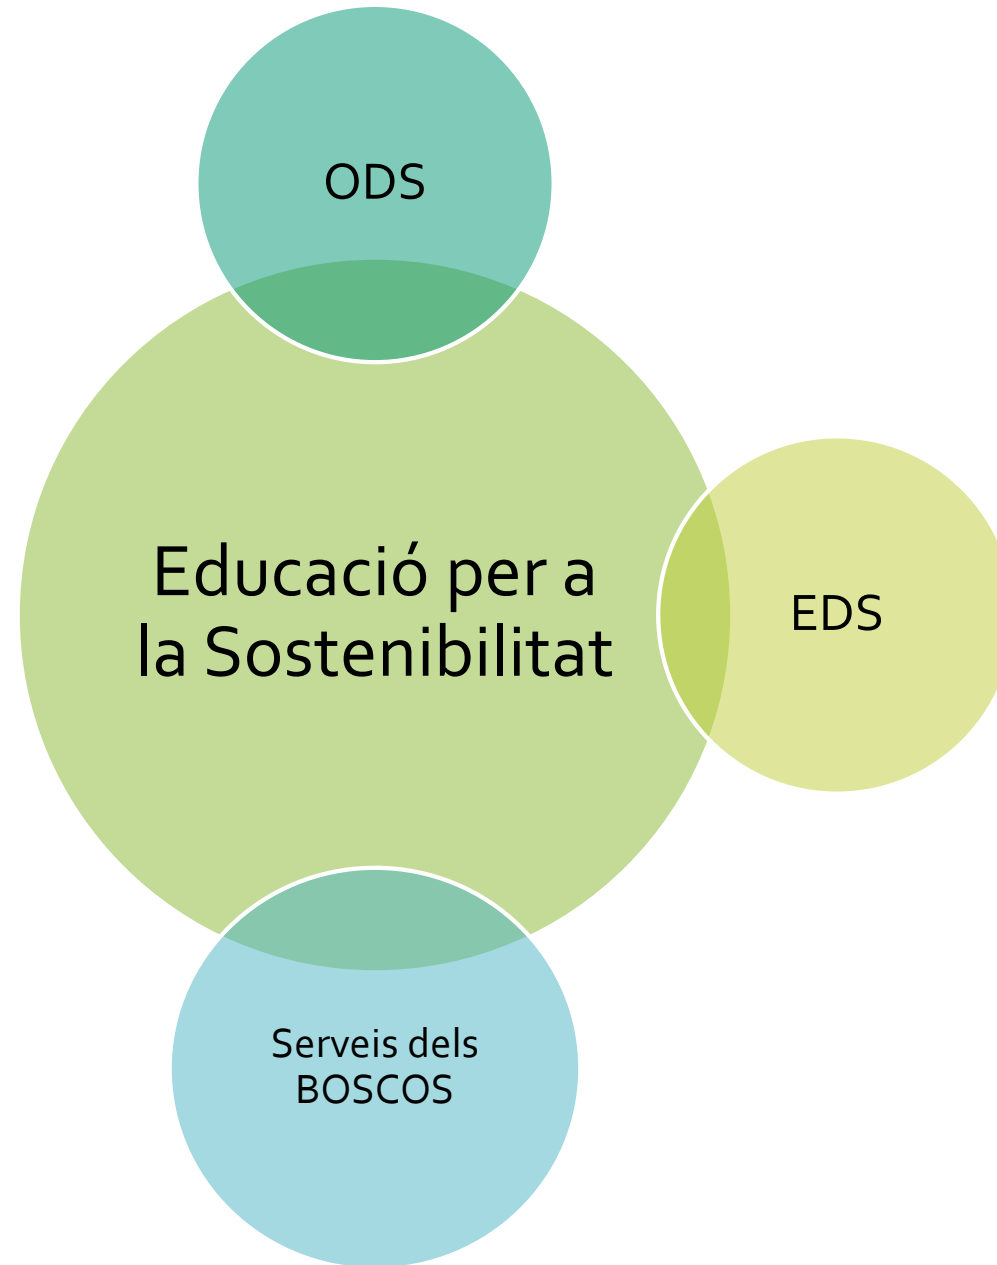 ODS
Educació per a
la Sostenibilitat
EDS
Serveis dels
BOSCOS